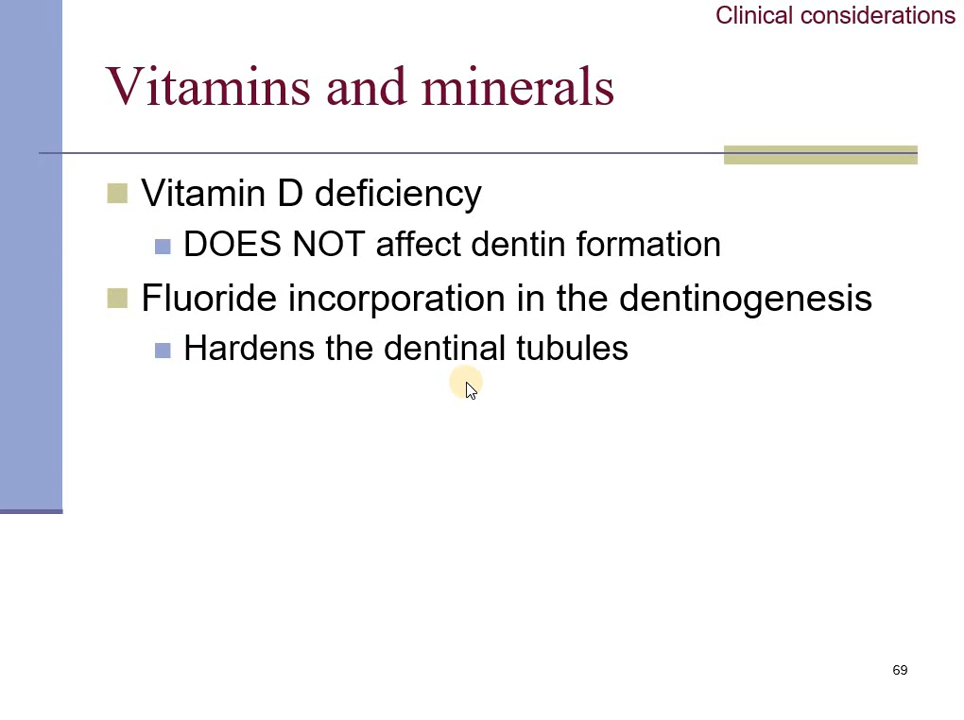 Clinical considerations
Vitamins and minerals
Vitamin D deficiency
DOES NOT affect dentin formation
Fluoride incorporation in the dentinogenesis
Hardens the dentinal tubules
69